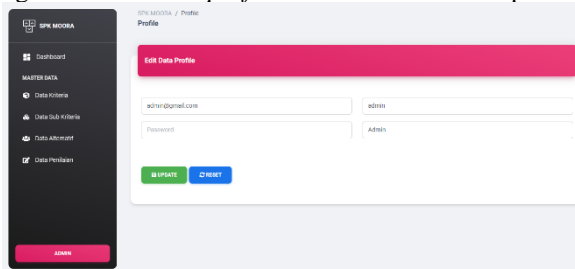 SPK MOORA
Dashboard
MASTER DATA
Data Kriteria
Data Sub Kriteria
Data Alternatif
Data Penilaian
ADMIN
SPK MOORA / Profile
Profile
Edit Data Profile
admin@gmail.com
admin
Password
Admin
UPDATE
RESET